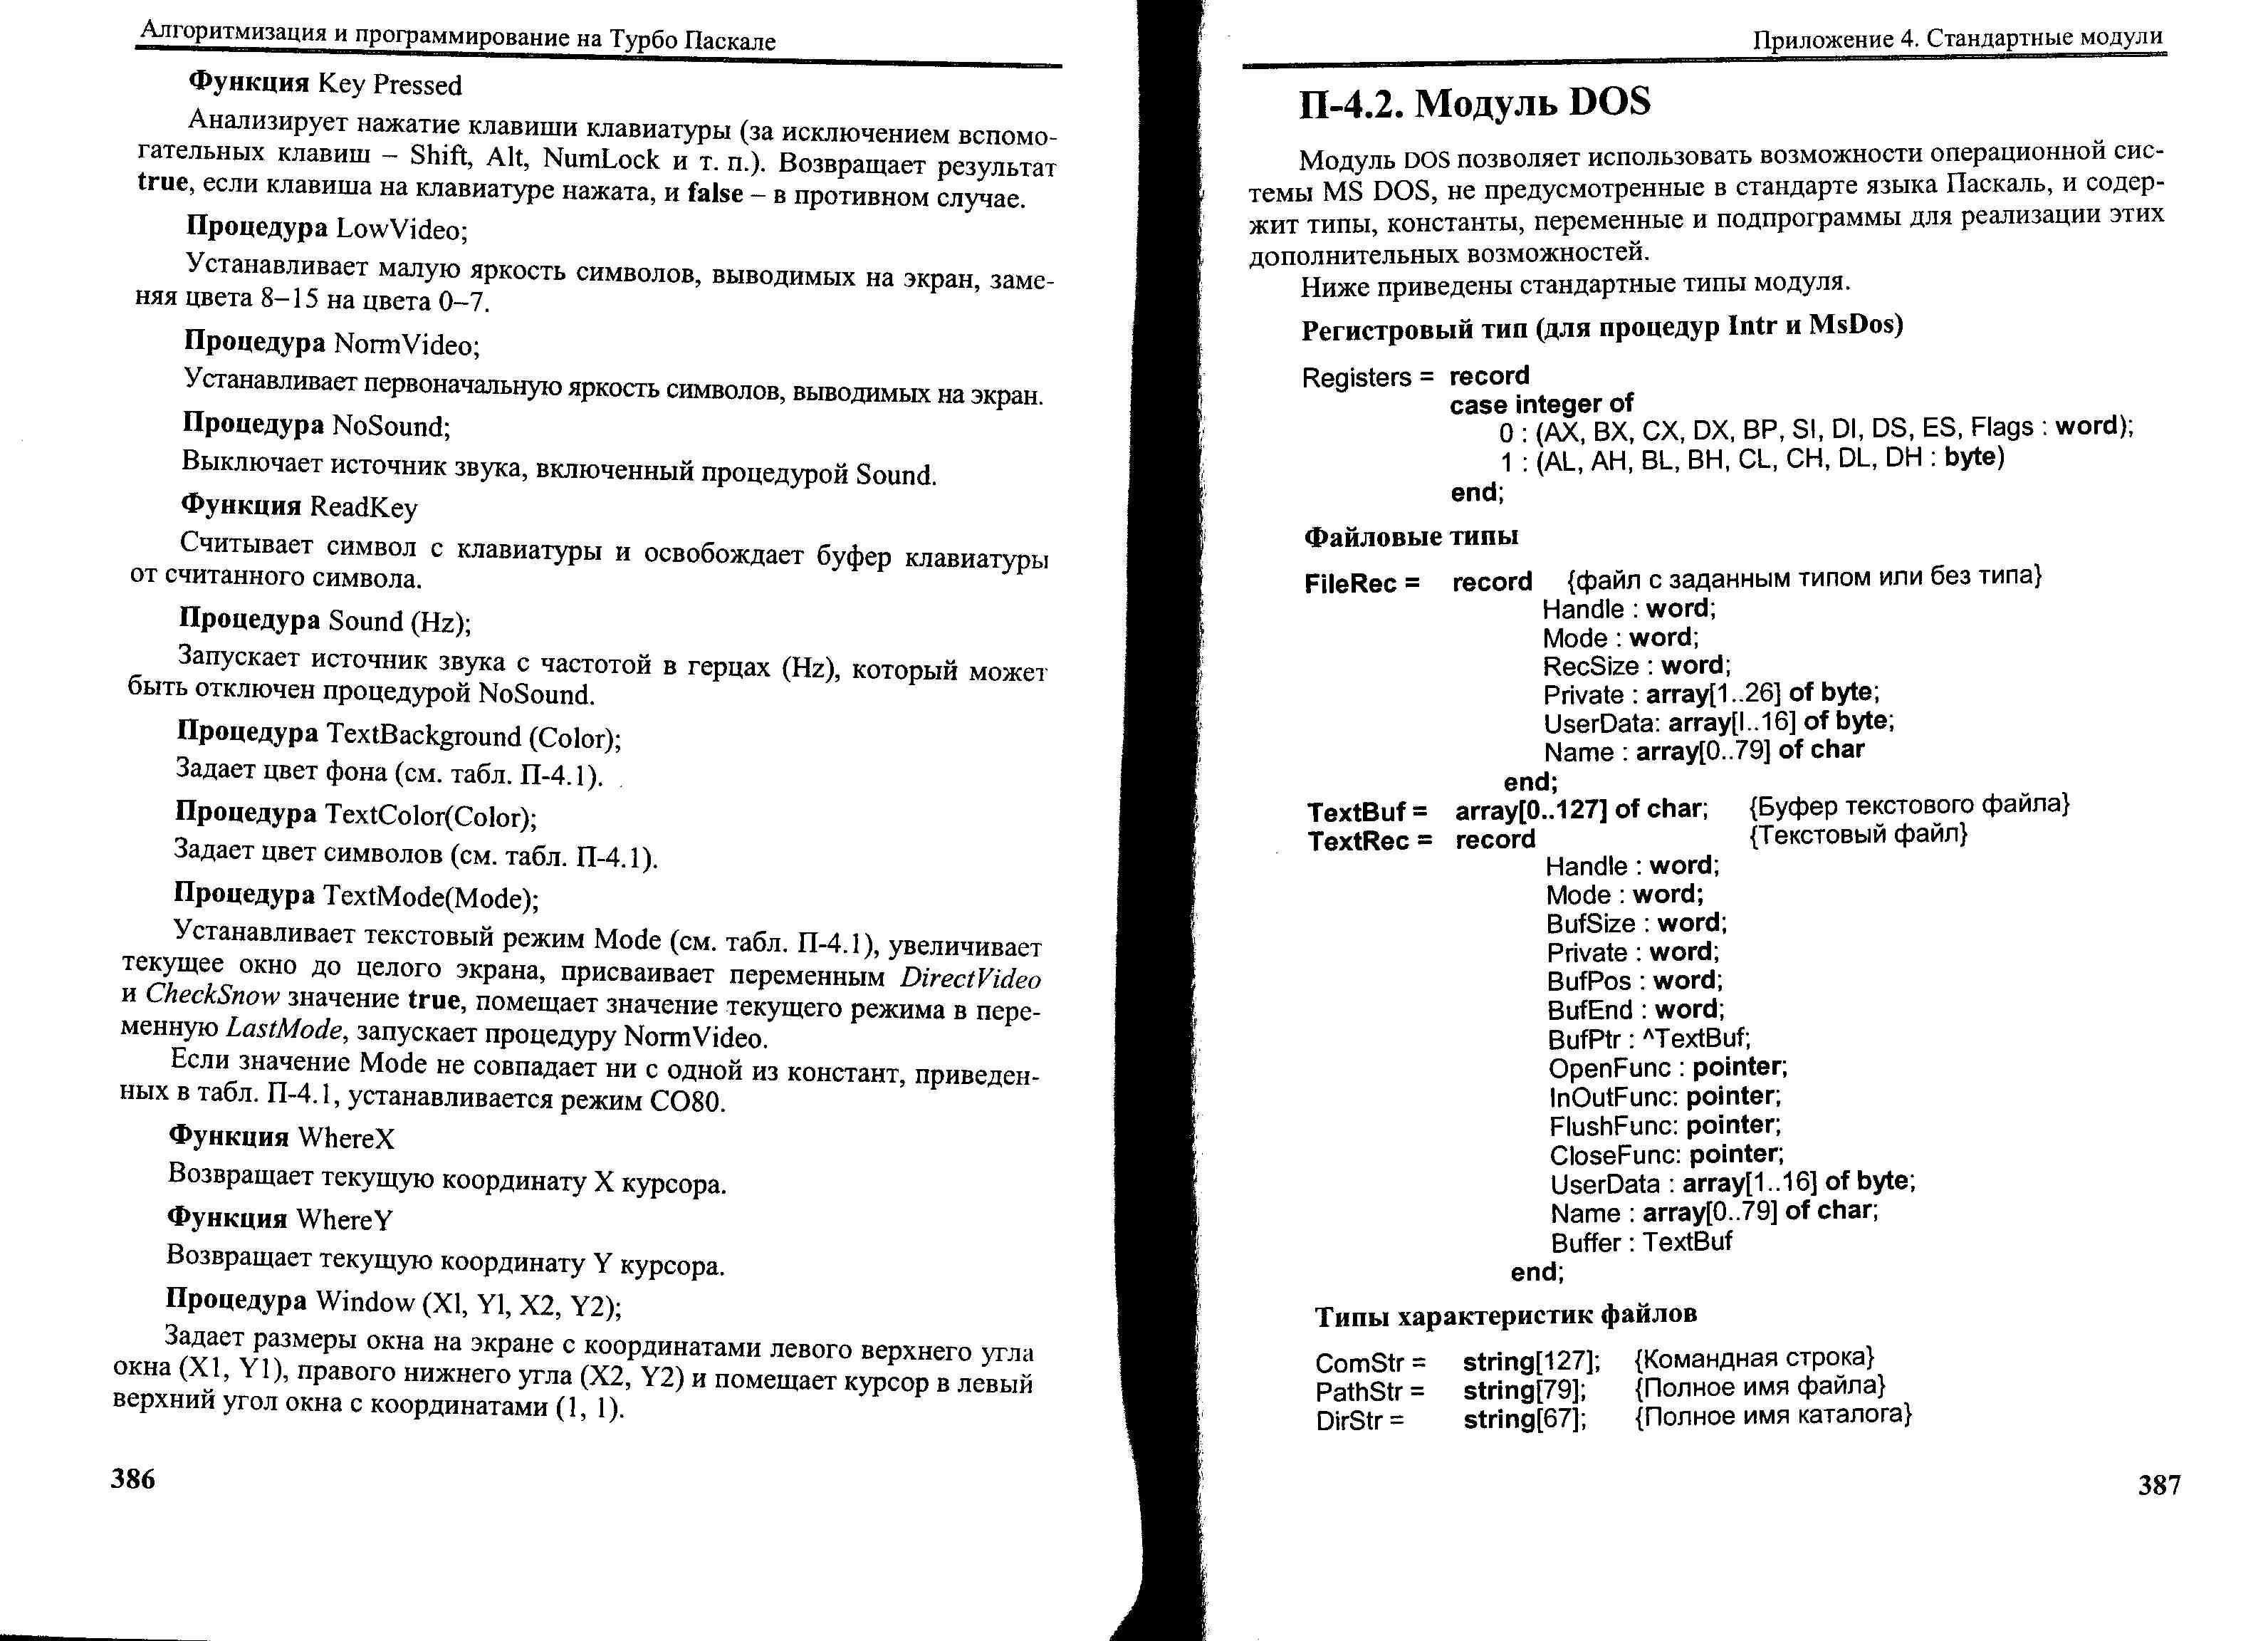 Алгоритмизация и программирование на Турбо Паскале
Функция Key Pressed
Анализирует нажатие клавиши клавиатуры (за исключением вспомо-
гательных клавиш – Shift, Alt, NumLock и т. п.). Возвращает результат
true, если клавиша на клавиатуре нажата, и false – в противном случае.
Процедура LowVideo;
Устанавливает малую яркость символов, выводимых на экран, заме-
няя цвета 8–15 на цвета 0–7.
Процедура NormVideo;
Устанавливает первоначальную яркость символов, выводимых на экран.
Процедура NoSound;
Выключает источник звука, включенный процедурой Sound.
Функция ReadKey
Считывает символ с клавиатуры и освобождает буфер клавиатуры
от считанного символа.
Процедура Sound (Hz);
Запускает источник звука с частотой в герцах (Hz), который может
быть отключен процедурой NoSound.
Процедура TextBackground (Color);
Задает цвет фона (см. табл. П-4.1).
Процедура TextColor(Color);
Задает цвет символов (см. табл. П-4.1).
Процедура TextMode(Mode);
Устанавливает текстовый режим Mode (см. табл. П-4.1), увеличивает
текущее окно до целого экрана, присваивает переменным DirectVideo
и CheckSnow значение true, помещает значение текущего режима в пере-
менную LastMode, запускает процедуру NormVideo.
Если значение Mode не совпадает ни с одной из констант, приведен-
ных в табл. П-4.1, устанавливается режим CO80.
Функция WhereX
Возвращает текущую координату X курсора.
Функция WhereY
Возвращает текущую координату Y курсора.
Процедура Window (Xl, Yl, X2, Y2);
Задает размеры окна на экране с координатами левого верхнего угла
окна (X1, Y1), правого нижнего угла (X2, Y2) и помещает курсор в левый
верхний угол окна с координатами (1, 1).
386
Приложение 4. Стандартные модули
П-4.2. Модуль DOS
Модуль DOS позволяет использовать возможности операционной сис-
темы MS DOS, не предусмотренные в стандарте языка Паскаль, и содер-
жит типы, константы, переменные и подпрограммы для реализации этих
дополнительных возможностей.
Ниже приведены стандартные типы модуля.
Регистровый тип (для процедур Intr и MsDos)
Registers = record
case integer of
0 : (AX, BX, CX, DX, BP, SI, DI, DS, ES, Flags : word);
1 : (AL, AH, BL, BH, CL, CH, DL, DH : byte)
end;
Файловые типы
FileRec = record {файл с заданным типом или без типа}
Handle : word;
Mode : word;
RecSize : word;
Private : array[1..26] of byte;
UserData: array[l..16] of byte;
Name : array[0..79] of char
end;
TextBuf = array[0..127] of char; {Буфер текстового файла}
TextRec = record {Текстовый файл}
Handle : word;
Mode : word;
BufSize : word;
Private : word;
BufPos : word;
BufEnd : word;
BufPtr : ^TextBuf;
OpenFunc : pointer;
InOutFunc: pointer;
FlushFunc: pointer;
CloseFunc: pointer;
UserData : array[1..16] of byte;
Name : array[0..79] of char;
Buffer : TextBuf
end;
Типы характеристик файлов
ComStr = string[127]; {Командная строка}
PathStr = string[79]; {Полное имя файла}
DirStr = string[67]; {Полное имя каталога}
387